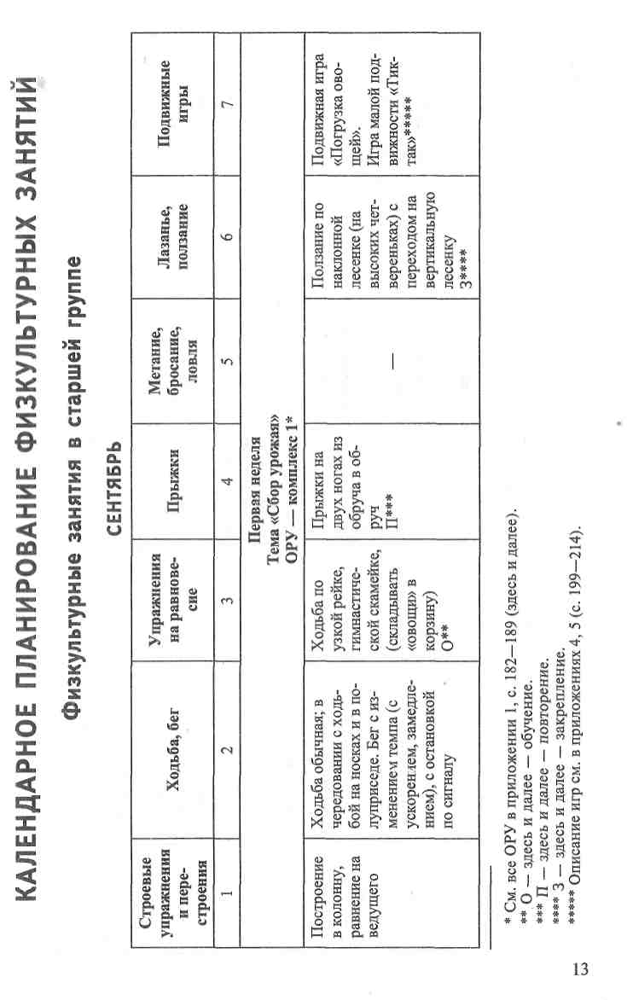 КАЛЕНДАРНОЕ ПЛАНИРОВАНИЕ ФИЗКУЛЬТУРНЫХ ЗАНЯТИЙ
Физкультурные занятия в старшей группе
СЕНТЯБРЬ
Строевые
упражнения
и пере-
строения
Ходьба, бег
Упражнения
на равнове-
сие
Прыжки
Метание,
бросание,
ловля
Лазанье,
ползание
Подвижные
игры
1
2
3
4
5
6
7
Первая неделя
Тема «Сбор урожая»
ОРУ — комплекс 1*
Построение
в колонну,
равнение на
ведущего
Ходьба обычная; в
чередовании с ходь-
бой на носках и в по-
луприседе. Бег с из-
менением темпа (с
ускорением, замедле-
нием), с остановкой
по сигналу
Ходьба по
узкой рейке,
гимнастиче-
ской скамейке,
(складывать
«овощи» в
корзину)
О**
Прыжки на
двух ногах из
обруча в об-
руч
П***
—
Ползание по
наклонной
лесенке (на
высоких чет-
вереньках) с
переходом на
вертикальную
лесенку
З****
Подвижная игра
«Погрузка ово-
щей».
Игра малой под-
вижности «Тик-
так»*****
* См. все ОРУ в приложении 1, с. 182—189 (здесь и далее).
** О — здесь и далее — обучение.
*** П — здесь и далее — повторение.
**** З — здесь и далее — закрепление.
***** Описание игр см. в приложениях 4, 5 (с. 199—214).
13